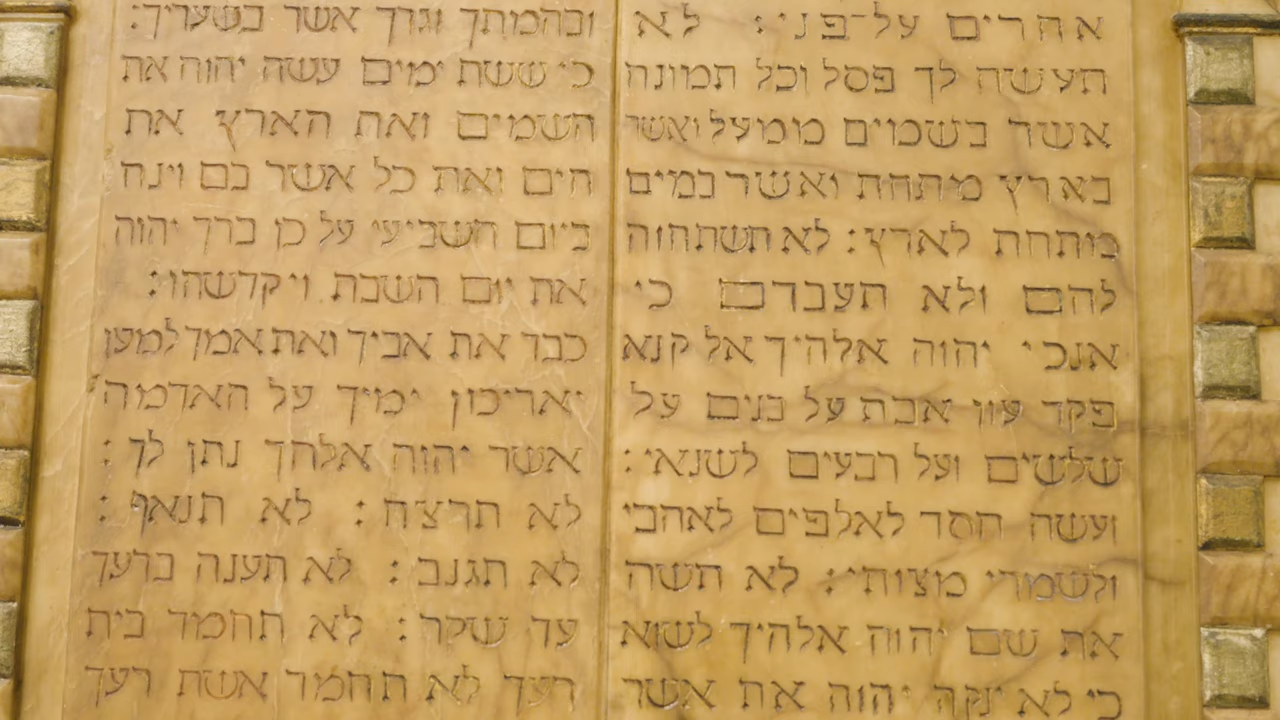 אחרים על־פני : לא
תעשה לך פסל וכל תמונה
אשר בשמים ממעל ואשר
בארץ מתחת ואשר במים
מתחת לארץ : לא תשתחוה
להם ולא תעבדם כי
אנכי יהוה אלהיך אל קנא
פקד עון אבת על בנים על
שלשים ועל רבעים לשנאי :
ועשה חסד לאלפים לאהבי
ולשמרי מצותי : לא תשה
את שם יהוה אלהיך לשוא
כי לא ינקה יהוה את אשר
ובהמתך וגרך אשר בשעריך :
כי ששת ימים עשה יהוה את
השמים ואת הארץ את
הים ואת כל אשר בם וינח
ביום השביעי על כן ברך יהוה
את יום השבת ויקדשהו :
כבד את אביך ואת אמך למען
יאריכון ימיך על האדמה
אשר יהוה אלהך נתן לך :
לא תרצח : לא תנאף :
לא תגנב : לא תענה ברעך
עד שקר : לא תחמד בית
רעך לא תחמד אשת רעך